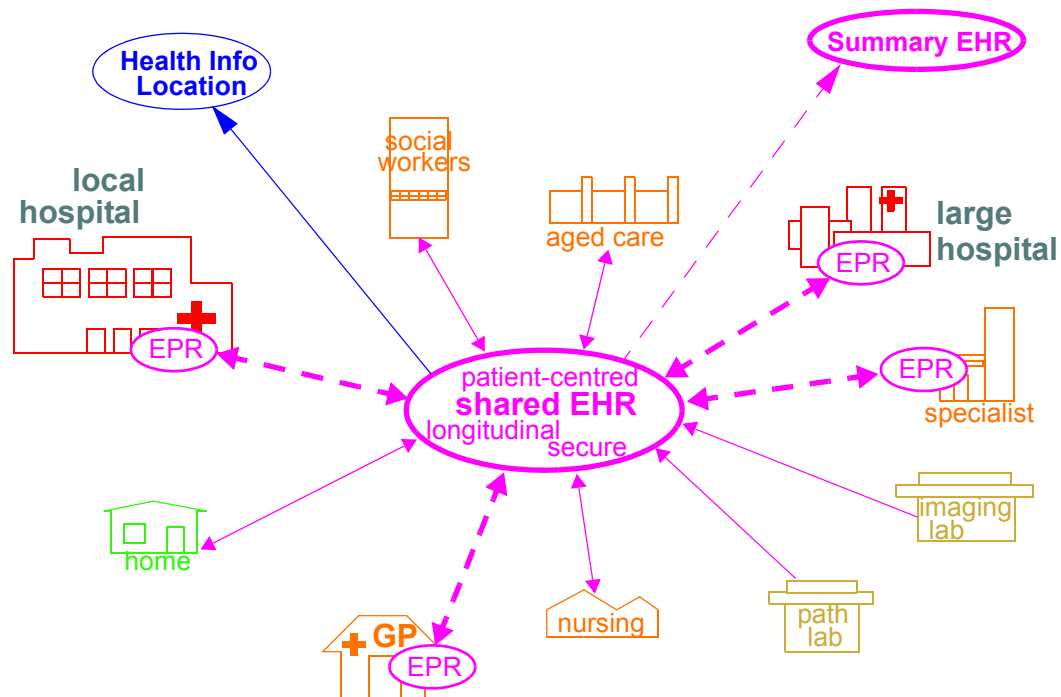 Health Info
Location
Summary EHR
social
workers
local
hospital
aged care
large
hospital
EPR
EPR
EPR
specialist
patient-centred
shared EHR
longitudinal
secure
imaging
lab
home
path
lab
nursing
GP
EPR